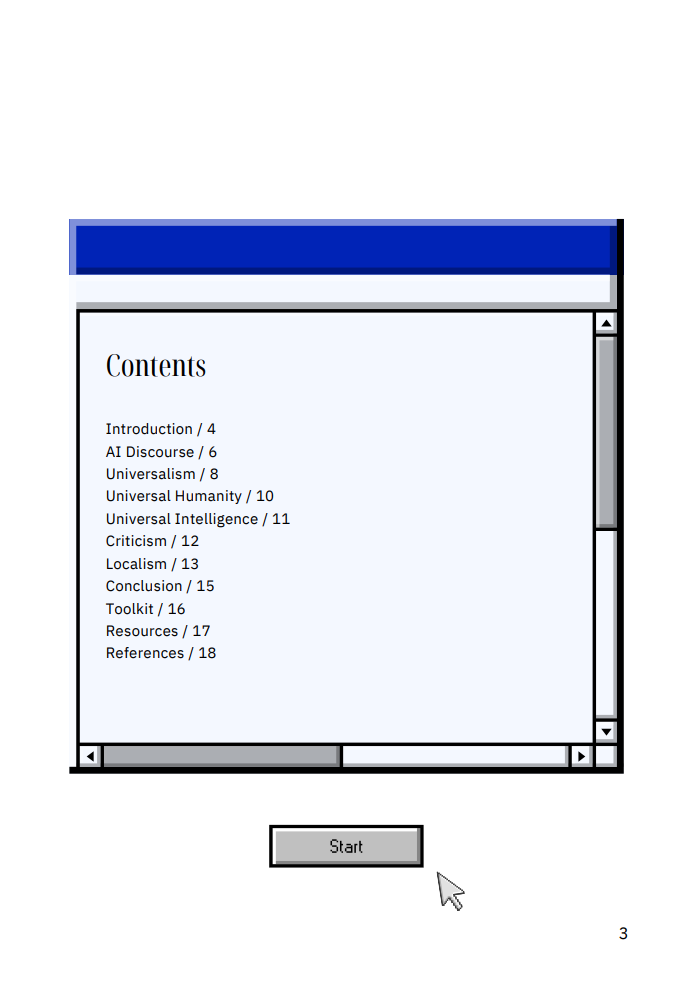 Contents
Introduction / 4
AI Discourse / 6
Universalism / 8
Universal Humanity / 10
Universal Intelligence / 11
Criticism / 12
Localism / 13
Conclusion / 15
Toolkit / 16
Resources / 17
References / 18
Start
3